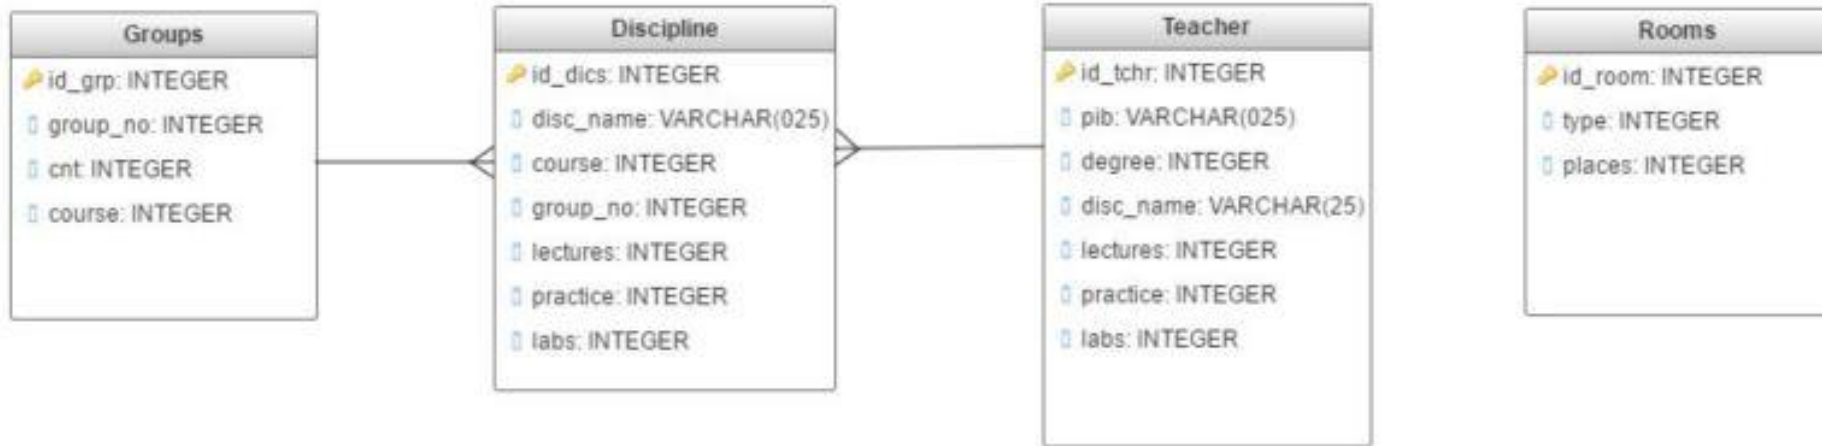 Groups
id_grp: INTEGER
group_no: INTEGER
cnt: INTEGER
course: INTEGER
Discipline
id_dics: INTEGER
disc_name: VARCHAR(025)
course: INTEGER
group_no: INTEGER
lectures: INTEGER
practice: INTEGER
labs: INTEGER
Teacher
id_tchr: INTEGER
pib: VARCHAR(025)
degree: INTEGER
disc_name: VARCHAR(25)
lectures: INTEGER
practice: INTEGER
labs: INTEGER
Rooms
id_room: INTEGER
type: INTEGER
places: INTEGER